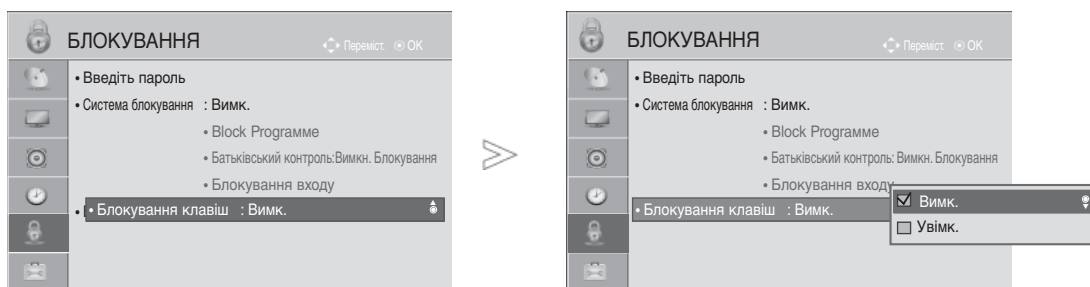 БЛОКУВАННЯ
Переміст. OK
• Введіть пароль
• Система блокування : Вимк.
• Block Programme
• Батьківський контроль:Вимкн. Блокування
• Блокування входу
• Блокування клавіш : Вимк.
БЛОКУВАННЯ
Переміст. OK
• Введіть пароль
• Система блокування : Вимк.
• Block Programme
• Батьківський контроль: Вимкн. Блокування
• Блокування входу
• Блокування клавіш : Вимк.
Вимк.
Увімк.